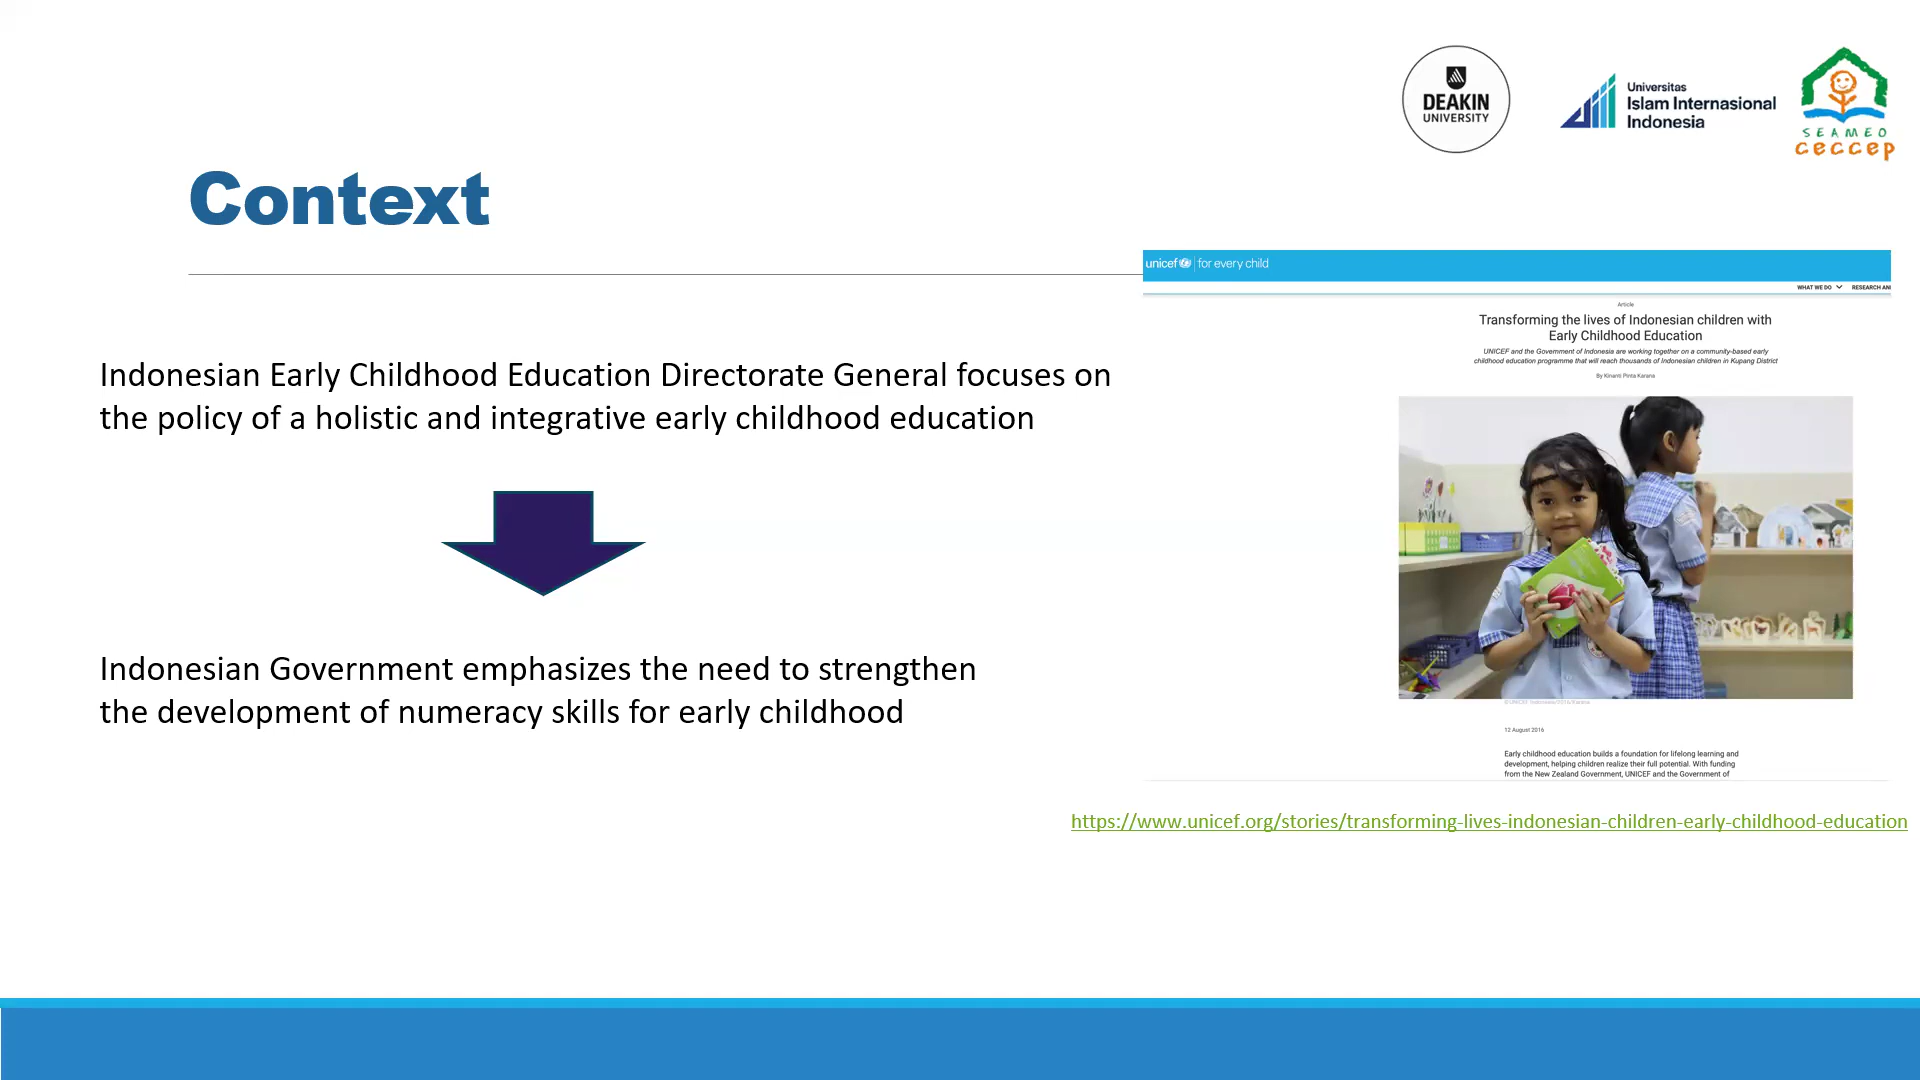 DEAKIN
UNIVERSITY
Universitas
Islam Internasional
Indonesia
SEAMEO
ceccep
Context
unicef | for every child
WHAT WE DO
RESEARCH AN
Article
Transforming the lives of Indonesian children with
Early Childhood Education
UNICEF and the Government of Indonesia are working together on a community-based early
childhood education programme that will reach thousands of Indonesian children in Kupang District
By Kinanti Pinta Karana
Indonesian Early Childhood Education Directorate General focuses on
the policy of a holistic and integrative early childhood education
Indonesian Government emphasizes the need to strengthen
the development of numeracy skills for early childhood
©UNICEF Indonesia/2016/Karana
12 August 2016
Early childhood education builds a foundation for lifelong learning and
development, helping children realize their full potential. With funding
from the New Zealand Government, UNICEF and the Government of
https://www.unicef.org/stories/transforming-lives-indonesian-children-early-childhood-education